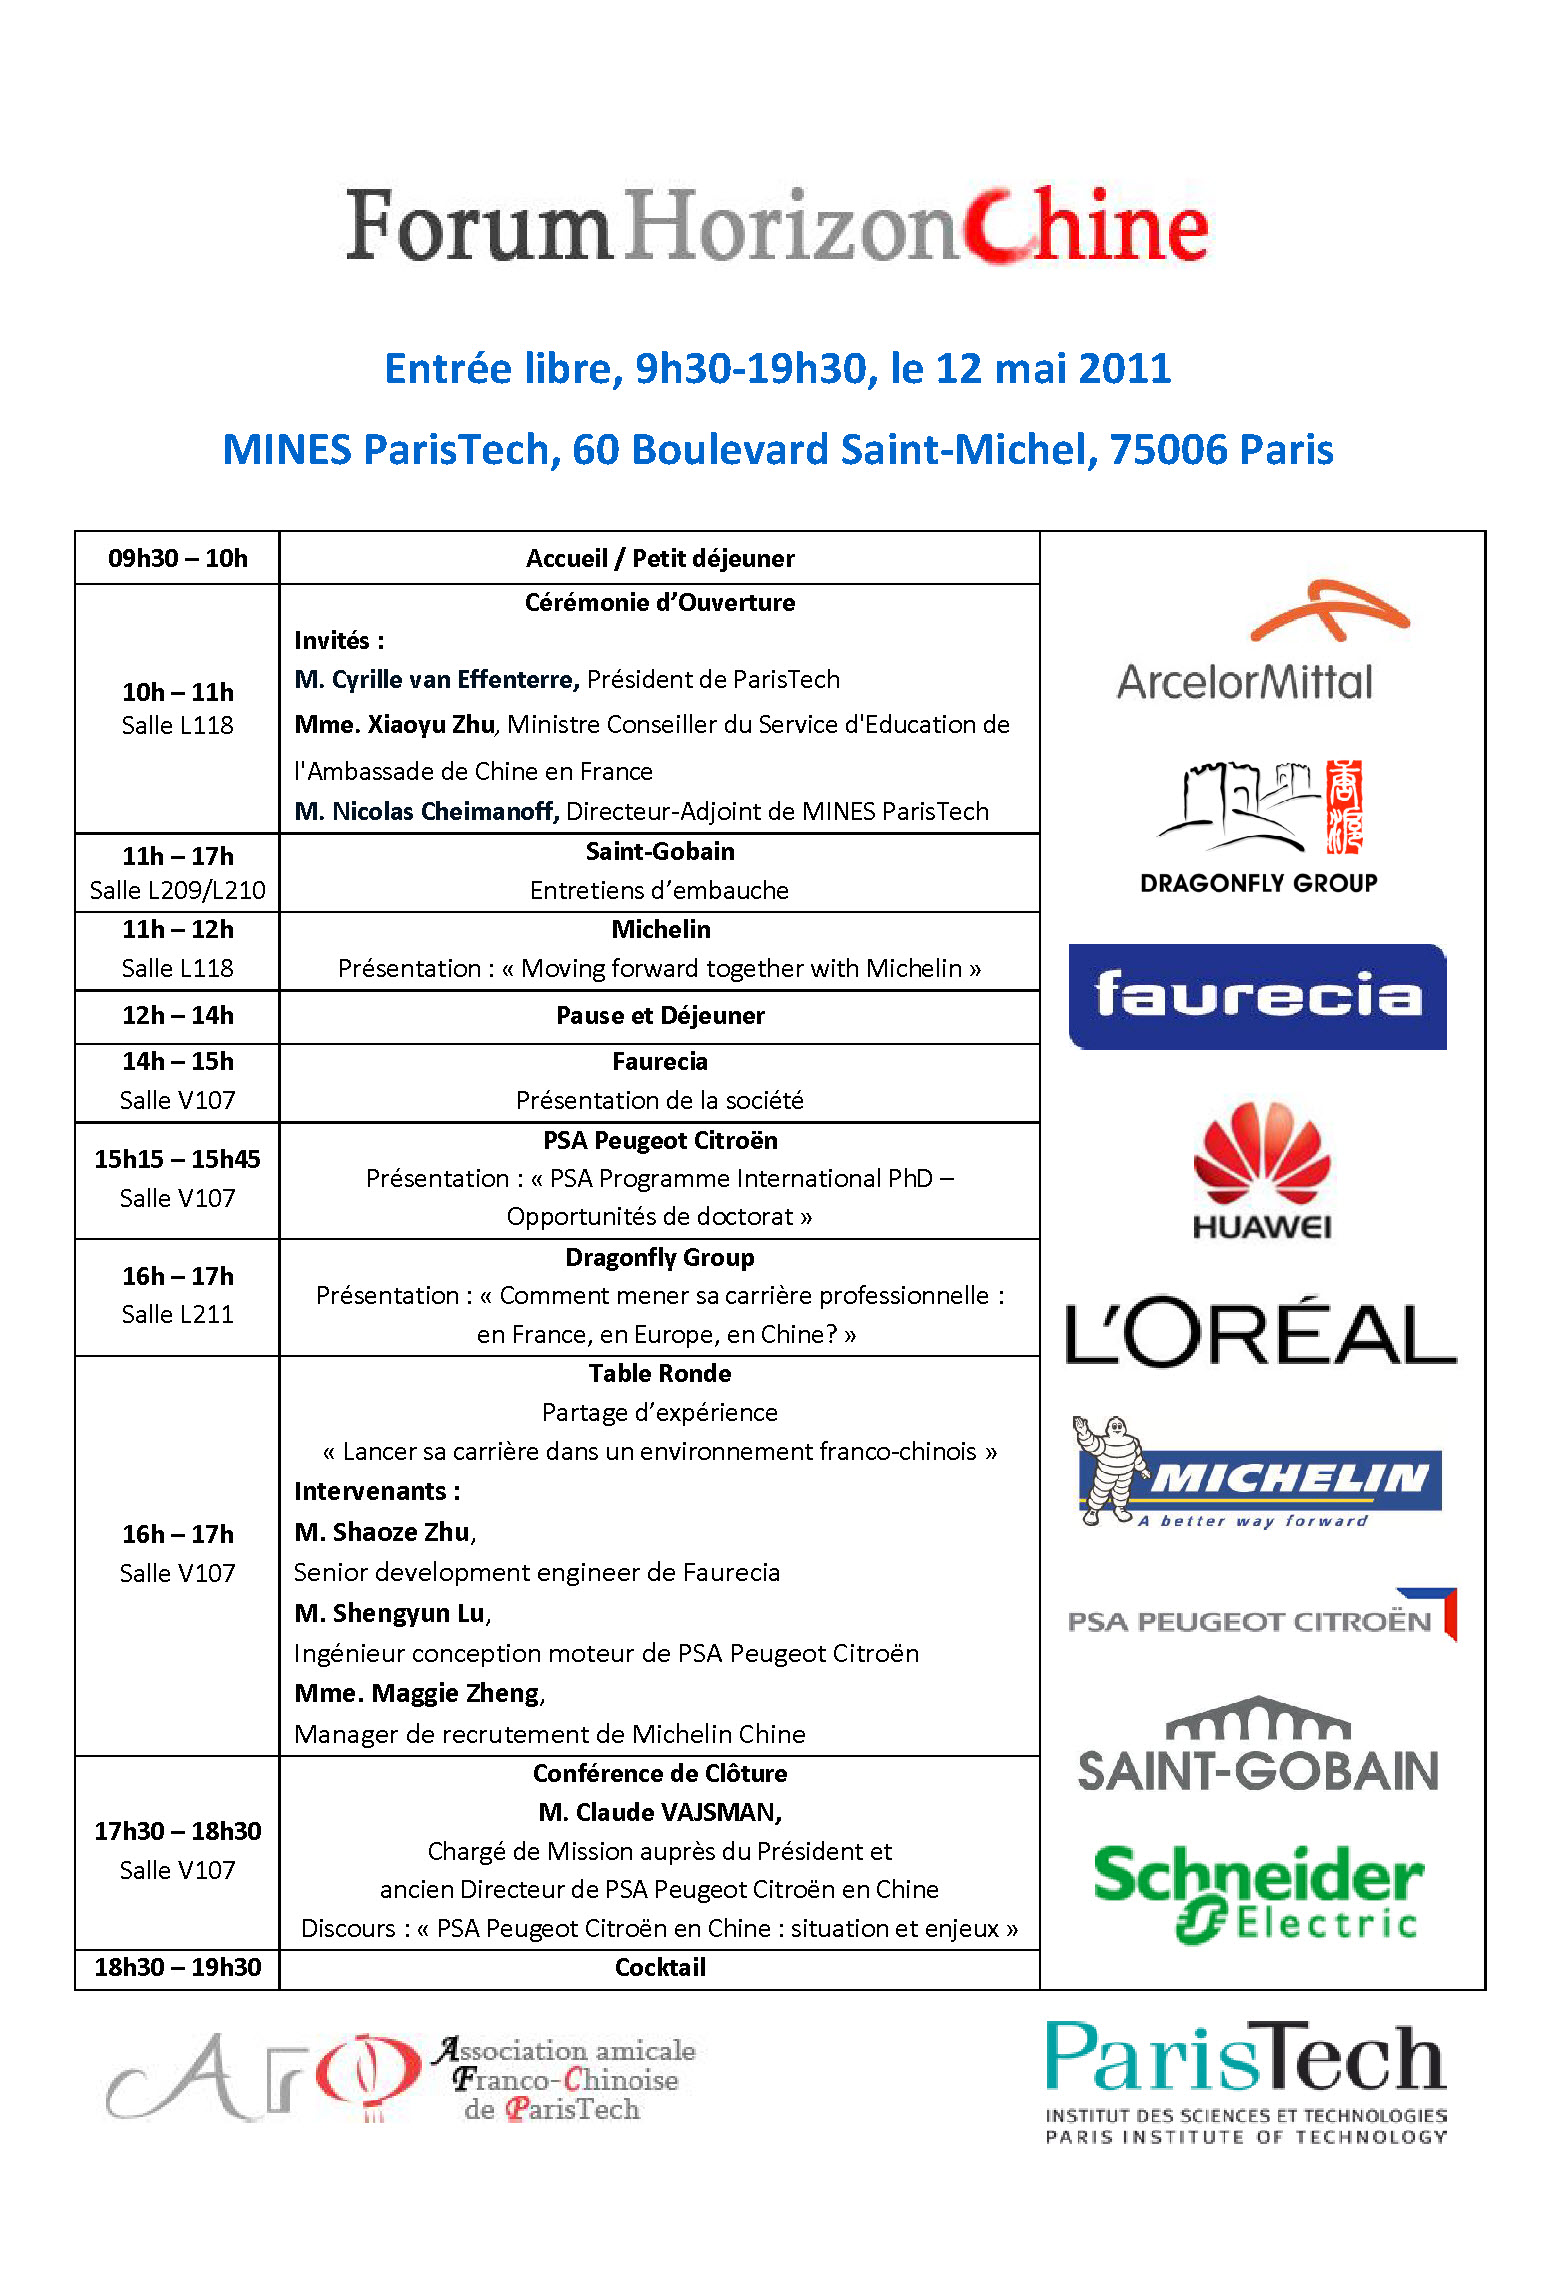 ForumHorizonChine
Entrée libre, 9h30-19h30, le 12 mai 2011
MINES ParisTech, 60 Boulevard Saint-Michel, 75006 Paris
09h30 – 10h
Accueil / Petit déjeuner
10h – 11h
Salle L118
Cérémonie d’Ouverture
Invités :
M. Cyrille van Effenterre, Président de ParisTech
Mme. Xiaoyu Zhu, Ministre Conseiller du Service d'Education de
l'Ambassade de Chine en France
M. Nicolas Cheimanoff, Directeur-Adjoint de MINES ParisTech
11h – 17h
Salle L209/L210
Saint-Gobain
Entretiens d’embauche
11h – 12h
Salle L118
Michelin
Présentation : « Moving forward together with Michelin »
12h – 14h
Pause et Déjeuner
14h – 15h
Salle V107
Faurecia
Présentation de la société
15h15 – 15h45
Salle V107
PSA Peugeot Citroën
Présentation : « PSA Programme International PhD –
Opportunités de doctorat »
16h – 17h
Salle L211
Dragonfly Group
Présentation : « Comment mener sa carrière professionnelle :
en France, en Europe, en Chine? »
16h – 17h
Salle V107
Table Ronde
Partage d’expérience
« Lancer sa carrière dans un environnement franco-chinois »
Intervenants :
M. Shaoze Zhu,
Senior development engineer de Faurecia
M. Shengyun Lu,
Ingénieur conception moteur de PSA Peugeot Citroën
Mme. Maggie Zheng,
Manager de recrutement de Michelin Chine
17h30 – 18h30
Salle V107
Conférence de Clôture
M. Claude VAJSMAN,
Chargé de Mission auprès du Président et
ancien Directeur de PSA Peugeot Citroën en Chine
Discours : « PSA Peugeot Citroën en Chine : situation et enjeux »
18h30 – 19h30
Cocktail
ArcelorMittal
DRAGONFLY GROUP
faurecia
HUAWEI
L'ORÉAL
MICHELIN
A better way forward
PSA PEUGEOT CITROËN
SAINT-GOBAIN
Schneider
Electric
Association amicale
Franco-Chinoise
de ParisTech
ParisTech
INSTITUT DES SCIENCES ET TECHNOLOGIES
PARIS INSTITUTE OF TECHNOLOGY